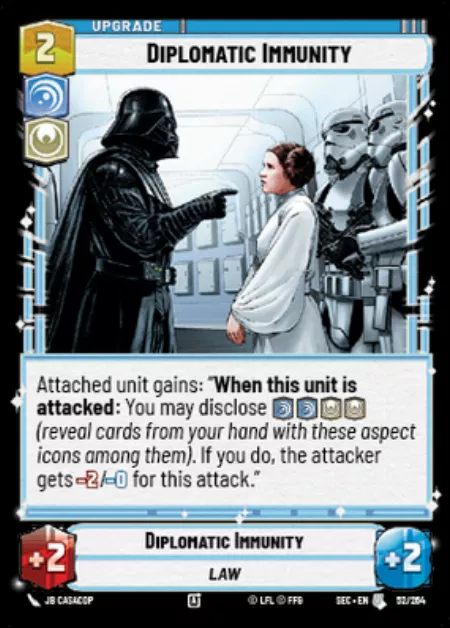 UPGRADE
2
DIPLOMATIC IMMUNITY
Attached unit gains: "When this unit is
attacked: You may disclose
(reveal cards from your hand with these aspect
icons among them). If you do, the attacker
gets -2/-0 for this attack."
+2
DIPLOMATIC IMMUNITY
+2
LAW
JB CASACOP
© LFL © FFG
SEC • EN
52/264